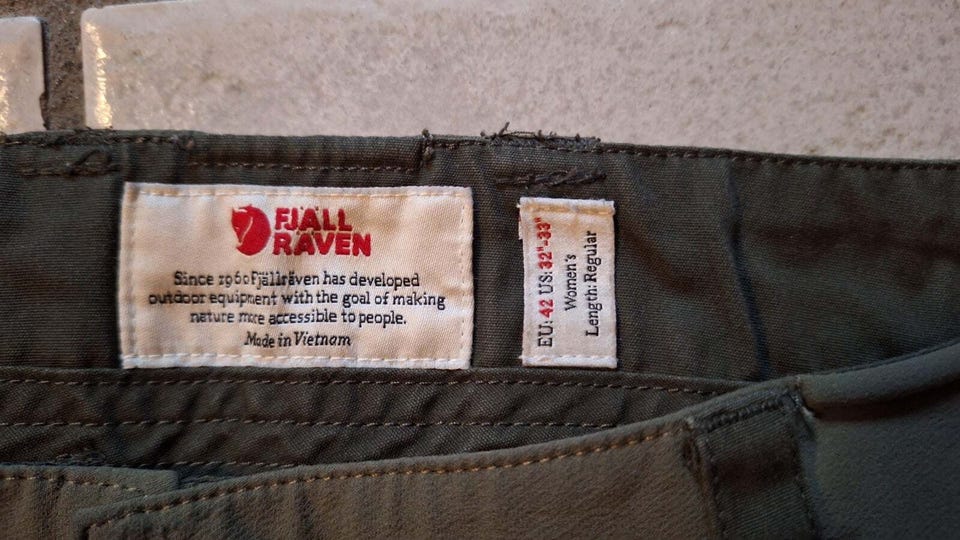 FJÄLL
RÄVEN
Since 1960 Fjällräven has developed
outdoor equipment with the goal of making
nature more accessible to people.
Made in Vietnam
EU: 42 US: 32"-33"
Women's
Length: Regular